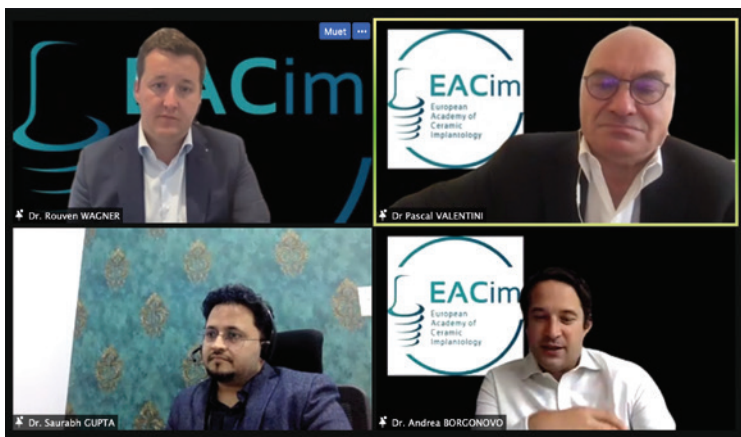 Muet
EACim
Dr. Rouven WAGNER
EACim
European
Academy of
Ceramic
Implantology
Dr Pascal VALENTINI
Dr. Saurabh GUPTA
EACim
European
Academy of
Ceramic
Implantology
Dr. Andrea BORGONOVO